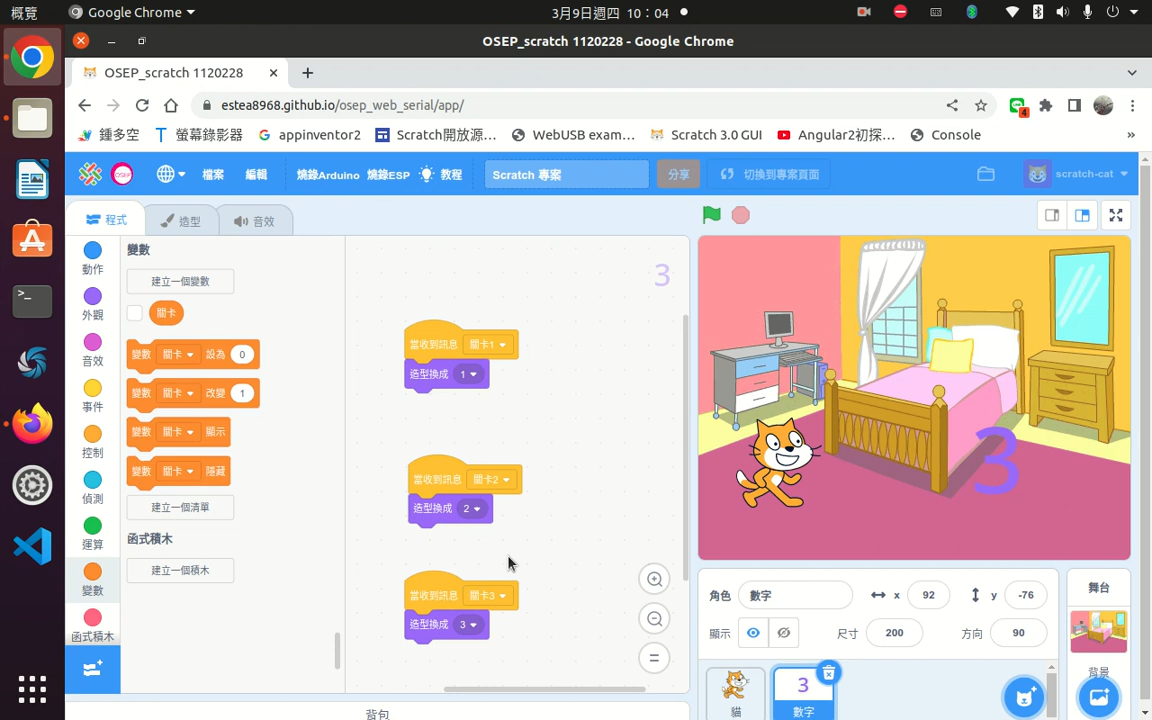 概覽
Google Chrome
3月9日週四 10：04
OSEP_scratch 1120228 - Google Chrome
OSEP_scratch 1120228
estea8968.github.io/osep_web_serial/app/
4
鍾多空
螢幕錄影器
appinventor2
Scratch開放源…
WebUSB exam…
Scratch 3.0 GUI
Angular2初探…
Console
»
OSEP
檔案
編輯
燒錄Arduino
燒錄ESP
教程
Scratch 專案
分享
切換到專案頁面
scratch-cat
程式
造型
音效
動作
外觀
音效
事件
控制
偵測
運算
變數
函式積木
變數
建立一個變數
關卡
變數 關卡 設為 0
變數 關卡 改變 1
變數 關卡 顯示
變數 關卡 隱藏
建立一個清單
函式積木
建立一個積木
3
當收到訊息 關卡1
造型換成 1
當收到訊息 關卡2
造型換成 2
當收到訊息 關卡3
造型換成 3
背包
3
角色 數字 x 92 y -76
顯示 尺寸 200 方向 90
貓
3
數字
舞台
背景